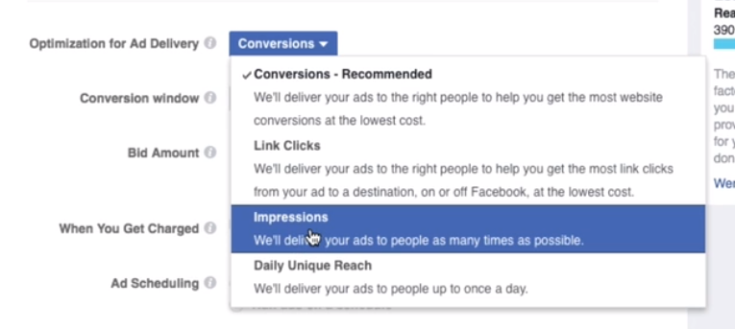 Optimization for Ad Delivery
Conversions
Conversions - Recommended
We'll deliver your ads to the right people to help you get the most website
conversions at the lowest cost.
Link Clicks
We'll deliver your ads to the right people to help you get the most link clicks
from your ad to a destination, on or off Facebook, at the lowest cost.
Impressions
We'll deliver your ads to people as many times as possible.
Daily Unique Reach
We'll deliver your ads to people up to once a day.
Conversion window
Bid Amount
When You Get Charged
Ad Scheduling
Rea
390
The
fact
you
prov
for y
don
Wer